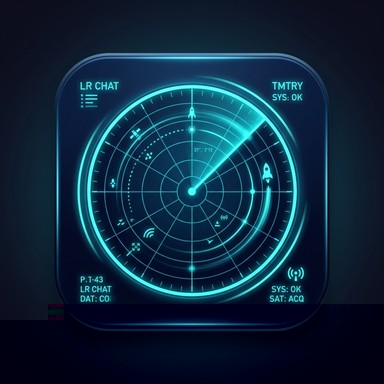 LR CHAT
TMTRY
SYS: OK
P.T-43
LR CHAT
DAT: CO
SYS: OK
SAT: ACQ